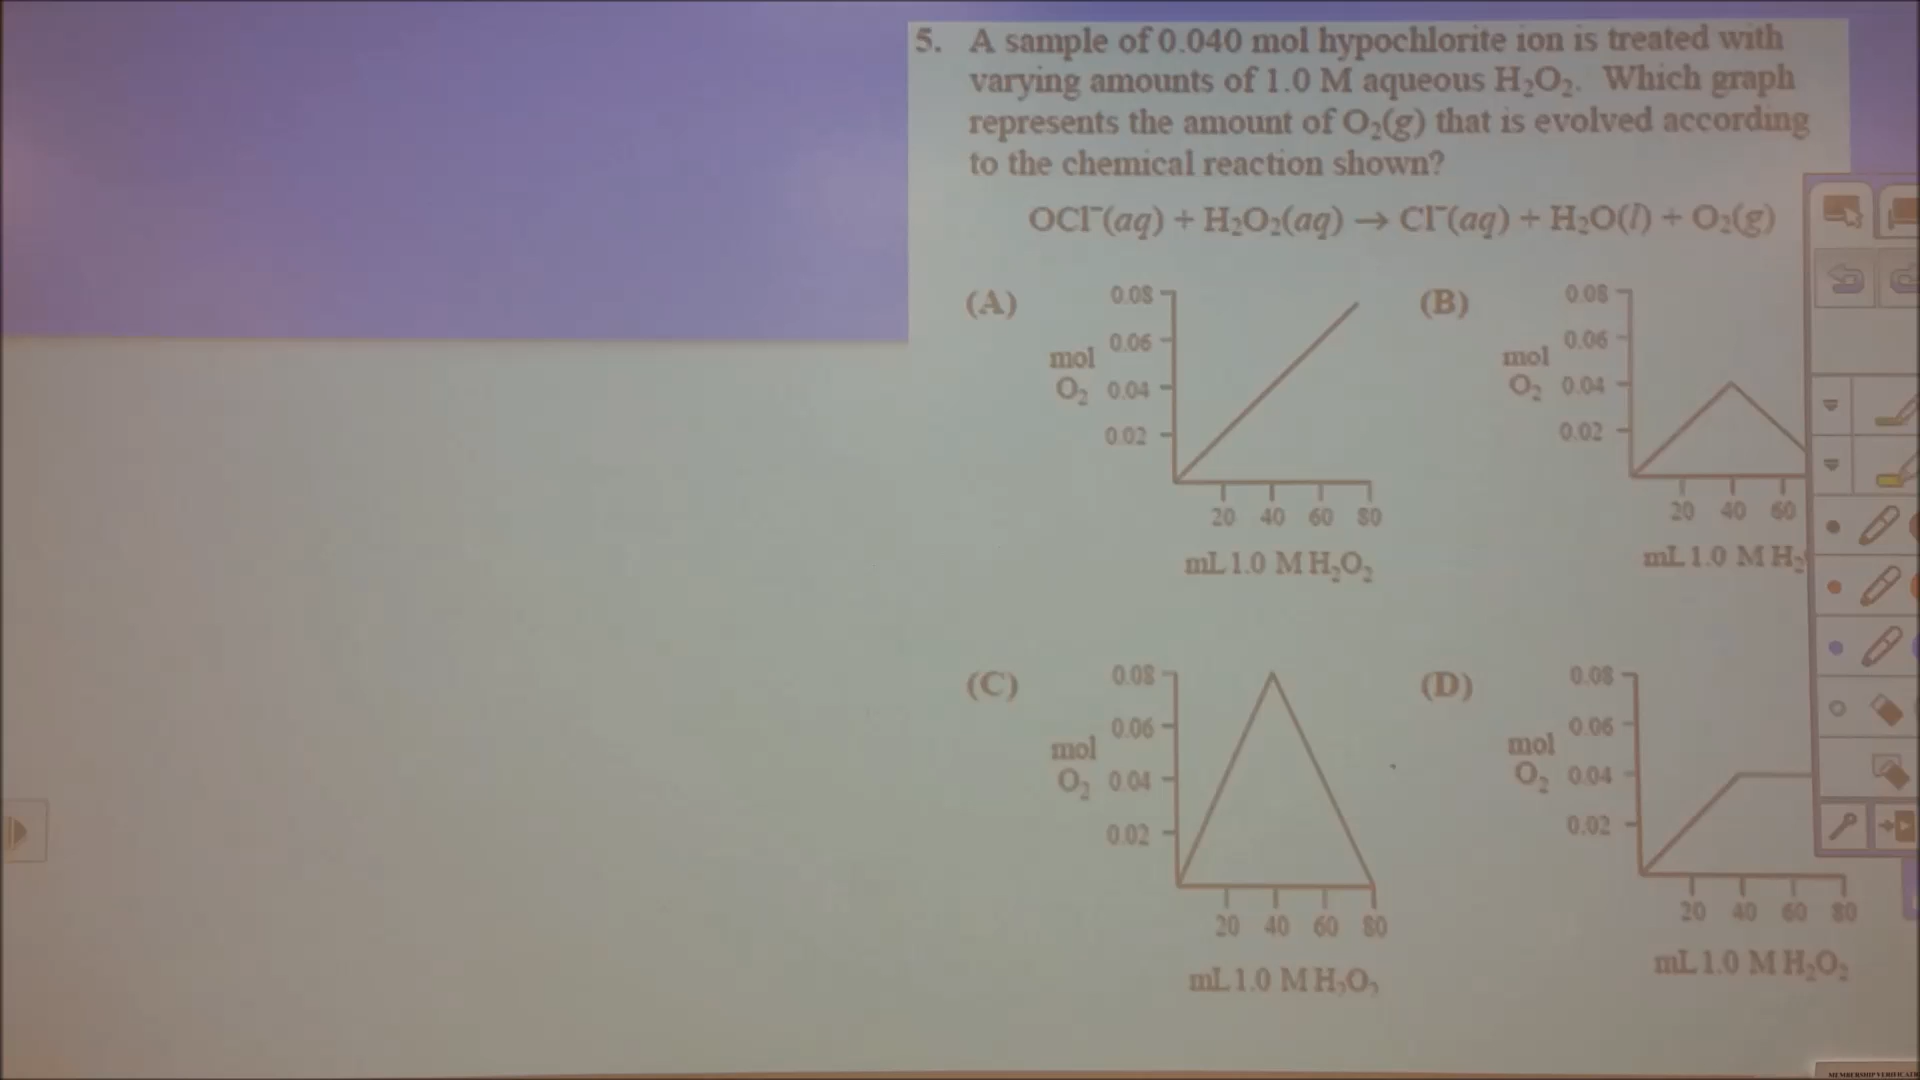 5. A sample of 0.040 mol hypochlorite ion is treated with
varying amounts of 1.0 M aqueous H₂O₂. Which graph
represents the amount of O₂(g) that is evolved according
to the chemical reaction shown?
OCl⁻(aq) + H₂O₂(aq) → Cl⁻(aq) + H₂O(l) + O₂(g)
(A)
0.08
0.06
0.04
0.02
mol
O₂
20 40 60 80
mL 1.0 M H₂O₂
(B)
0.08
0.06
0.04
0.02
mol
O₂
20 40 60
mL 1.0 M H₂
(C)
0.08
0.06
0.04
0.02
mol
O₂
20 40 60 80
mL 1.0 M H₂O₂
(D)
0.08
0.06
0.04
0.02
mol
O₂
20 40 60 80
mL 1.0 M H₂O₂